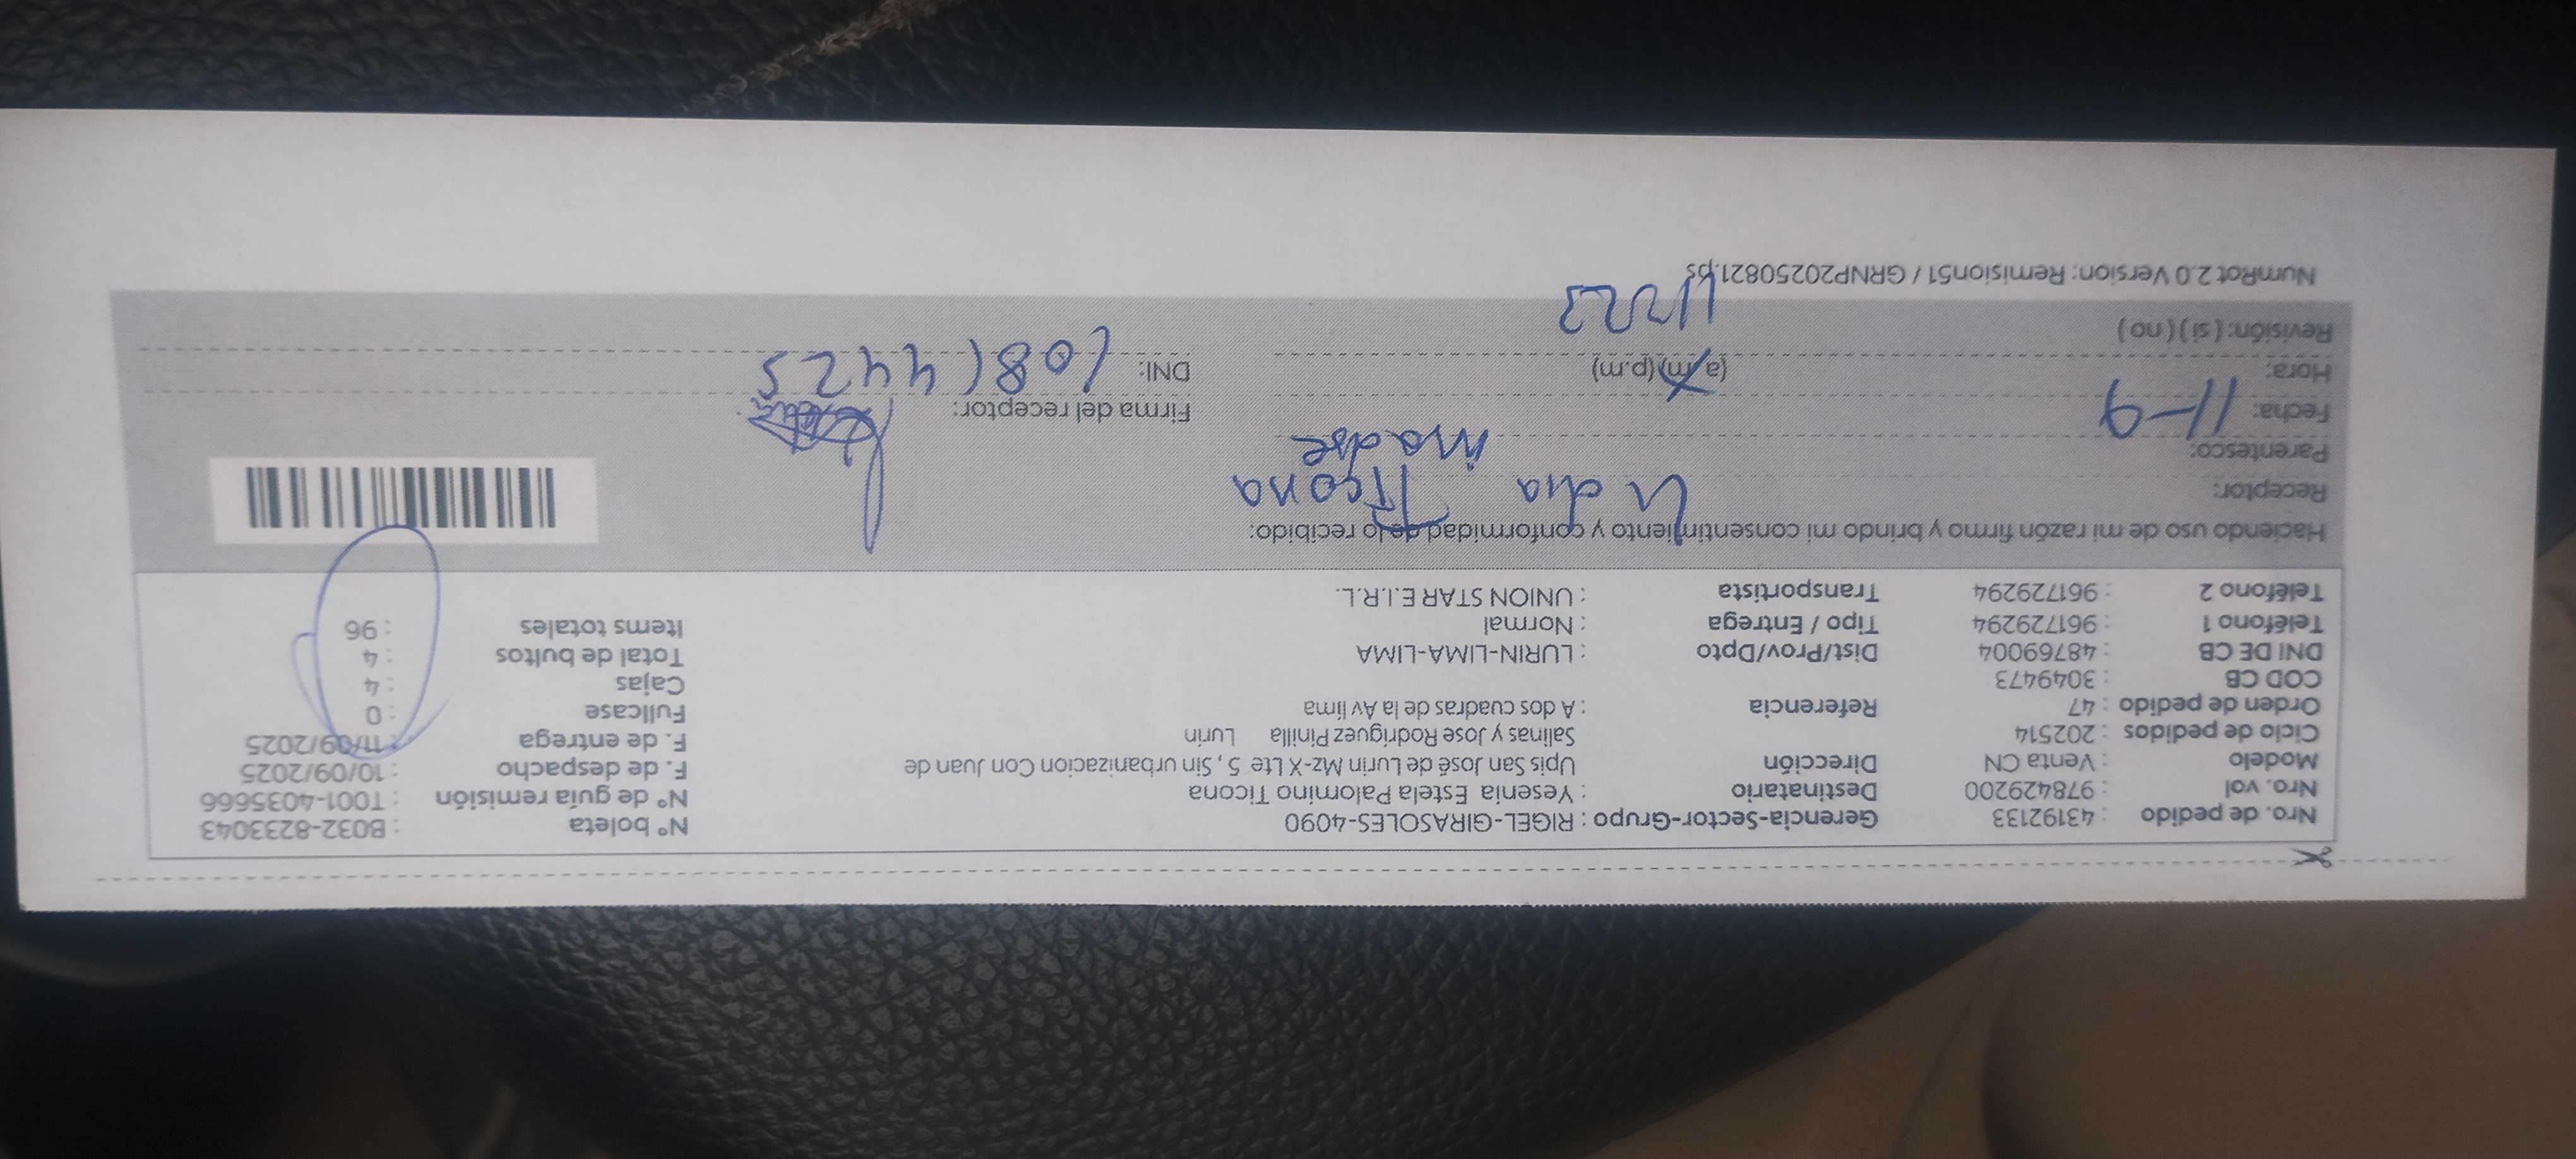 Nro. de pedido : 43192133 Gerencia-Sector-Grupo : RIGEL-GIRASOLES-4090 N° boleta : B032-8233043
Nro. vol : 978429200 Destinatario : Yesenia Estela Palomino Ticona N° de guía remisión : T001-4035666
Modelo : Venta CN Dirección : Upis San José de Lurin Mz-X Lte 5 , Sin urbanizacion Con Juan de F. de despacho : 10/09/2025
Ciclo de pedidos : 202514 Salinas y Jose Rodriguez Pinilla Lurin F. de entrega : 11/09/2025
Orden de pedido : 47 Referencia : A dos cuadras de la Av lima Fullcase : 0
COD CB : 3049473 Cajas : 4
DNI DE CB : 48769004 Dist/Prov/Dpto : LURIN-LIMA-LIMA Total de bultos : 4
Teléfono 1 : 961729294 Tipo / Entrega : Normal Items totales : 96
Teléfono 2 : 961729294 Transportista : UNION STAR E.I.R.L.
Haciendo uso de mi razón firmo y brindo mi consentimiento y conformidad de lo recibido:
Receptor: Lidia Ticona
Parentesco: madre
Fecha: 11-9 Firma del receptor:
Hora: (a.m) (p.m) DNI:
Revisión: ( si ) ( no )
NumRot 2.0 Version: Remision51 / GRNP20250821.ps